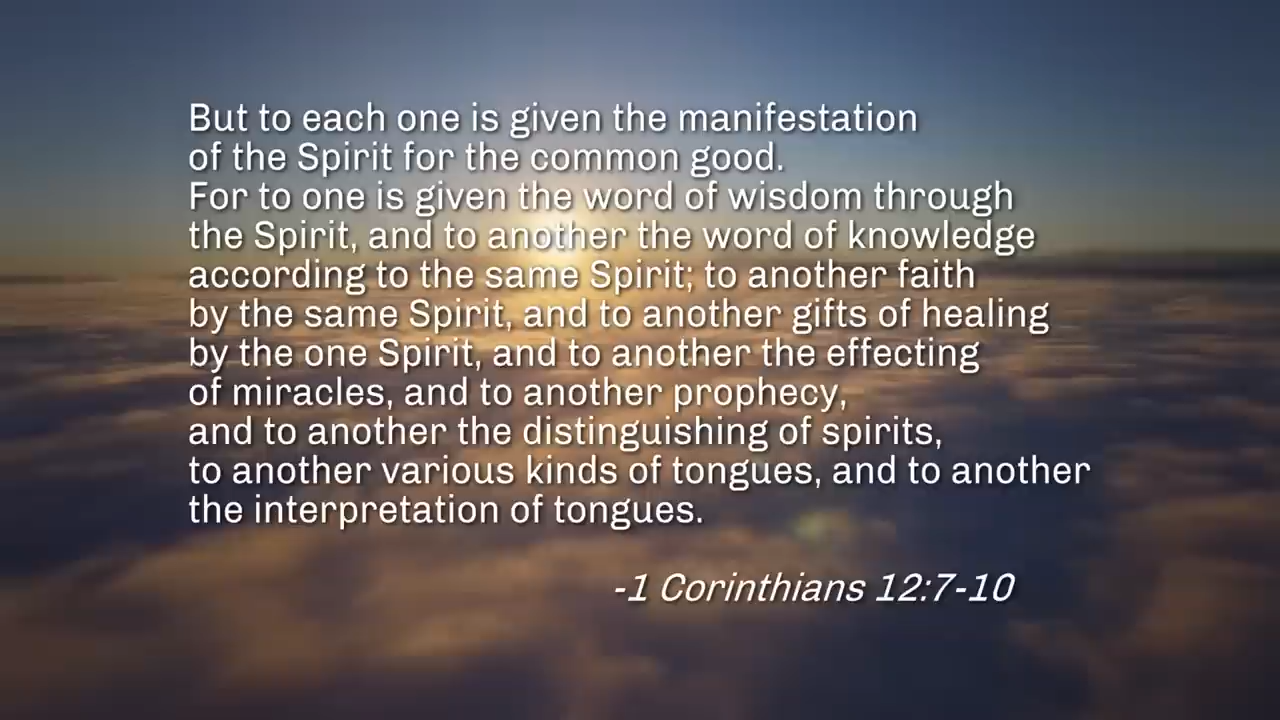 But to each one is given the manifestation
of the Spirit for the common good.
For to one is given the word of wisdom through
the Spirit, and to another the word of knowledge
according to the same Spirit; to another faith
by the same Spirit, and to another gifts of healing
by the one Spirit, and to another the effecting
of miracles, and to another prophecy,
and to another the distinguishing of spirits,
to another various kinds of tongues, and to another
the interpretation of tongues.
-1 Corinthians 12:7-10